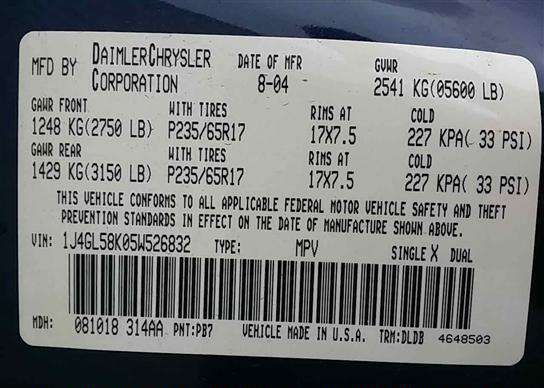 MFD BY DAIMLERCHRYSLER CORPORATION DATE OF MFR 8-04 GVWR 2541 KG(05600 LB)
GAWR FRONT WITH TIRES RIMS AT COLD
1248 KG(2750 LB) P235/65R17 17X7.5 227 KPA( 33 PSI)
GAWR REAR WITH TIRES RIMS AT COLD
1429 KG(3150 LB) P235/65R17 17X7.5 227 KPA( 33 PSI)
THIS VEHICLE CONFORMS TO ALL APPLICABLE FEDERAL MOTOR VEHICLE SAFETY AND THEFT
PREVENTION STANDARDS IN EFFECT ON THE DATE OF MANUFACTURE SHOWN ABOVE.
VIN: 1J4GL58K05W526832 TYPE: MPV SINGLE X DUAL
MDH: 081018 314AA PNT:PB7 VEHICLE MADE IN U.S.A. TRM:DLDB 4648503